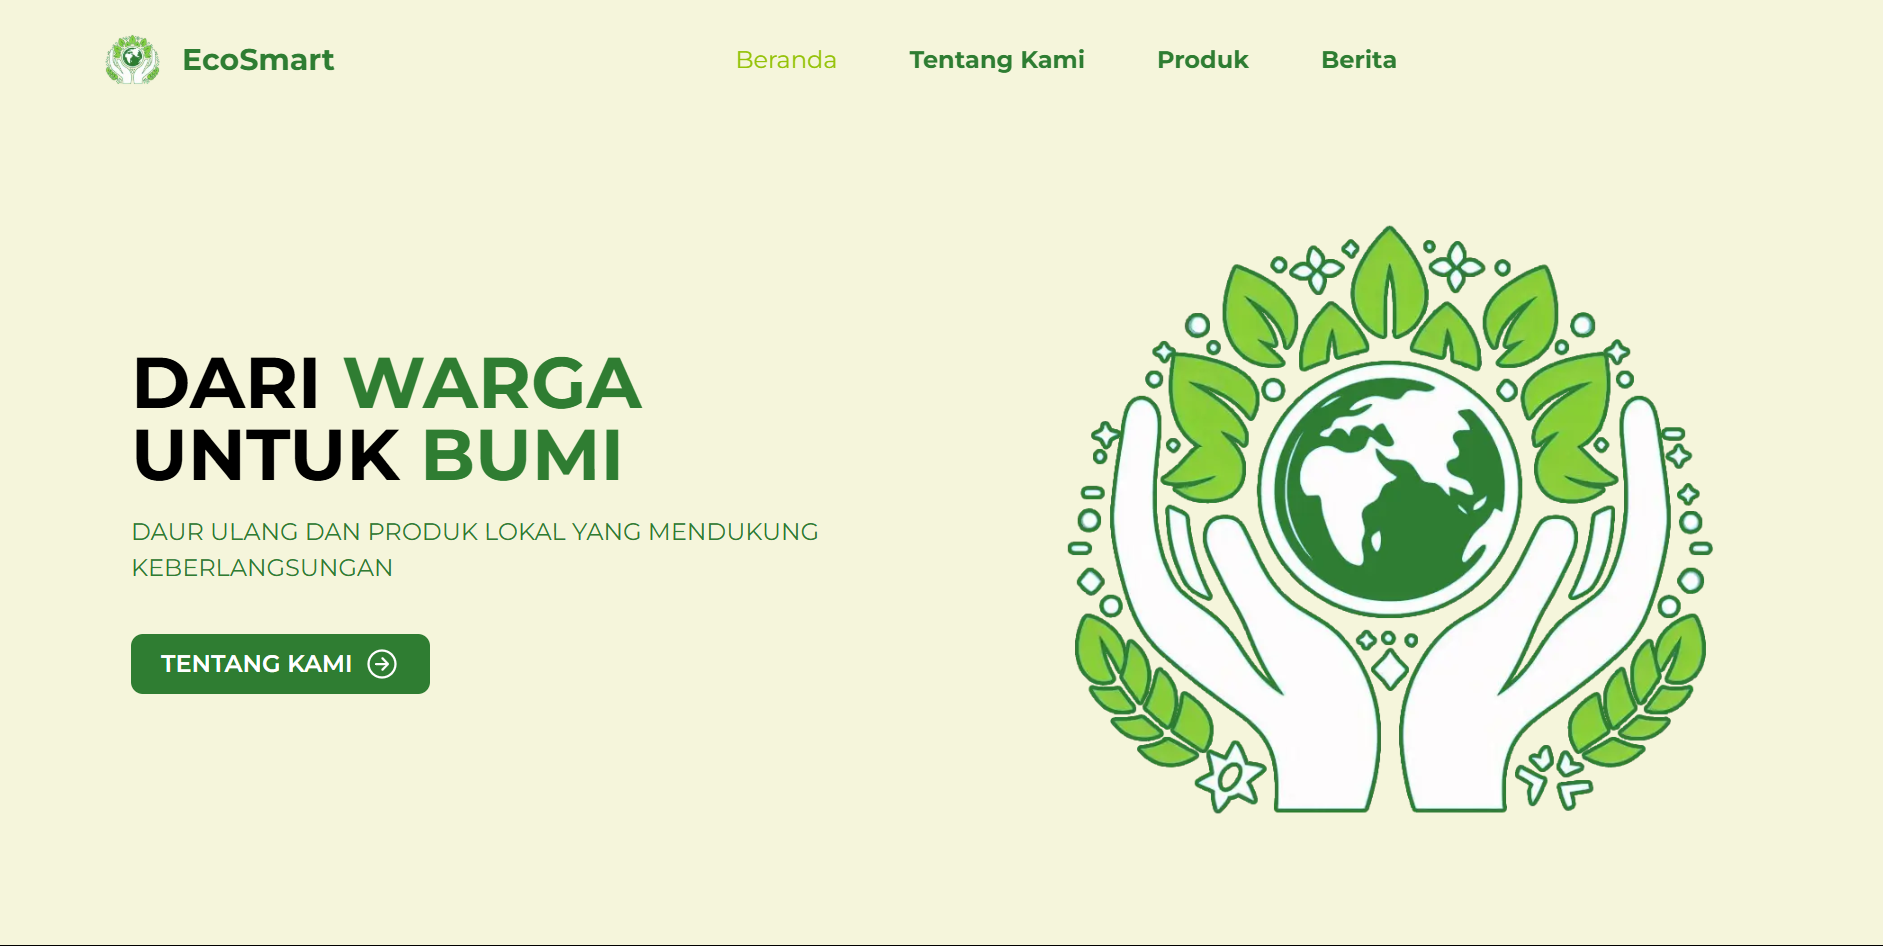 EcoSmart
Beranda Tentang Kami Produk Berita
DARI WARGA
UNTUK BUMI
DAUR ULANG DAN PRODUK LOKAL YANG MENDUKUNG
KEBERLANGSUNGAN
TENTANG KAMI